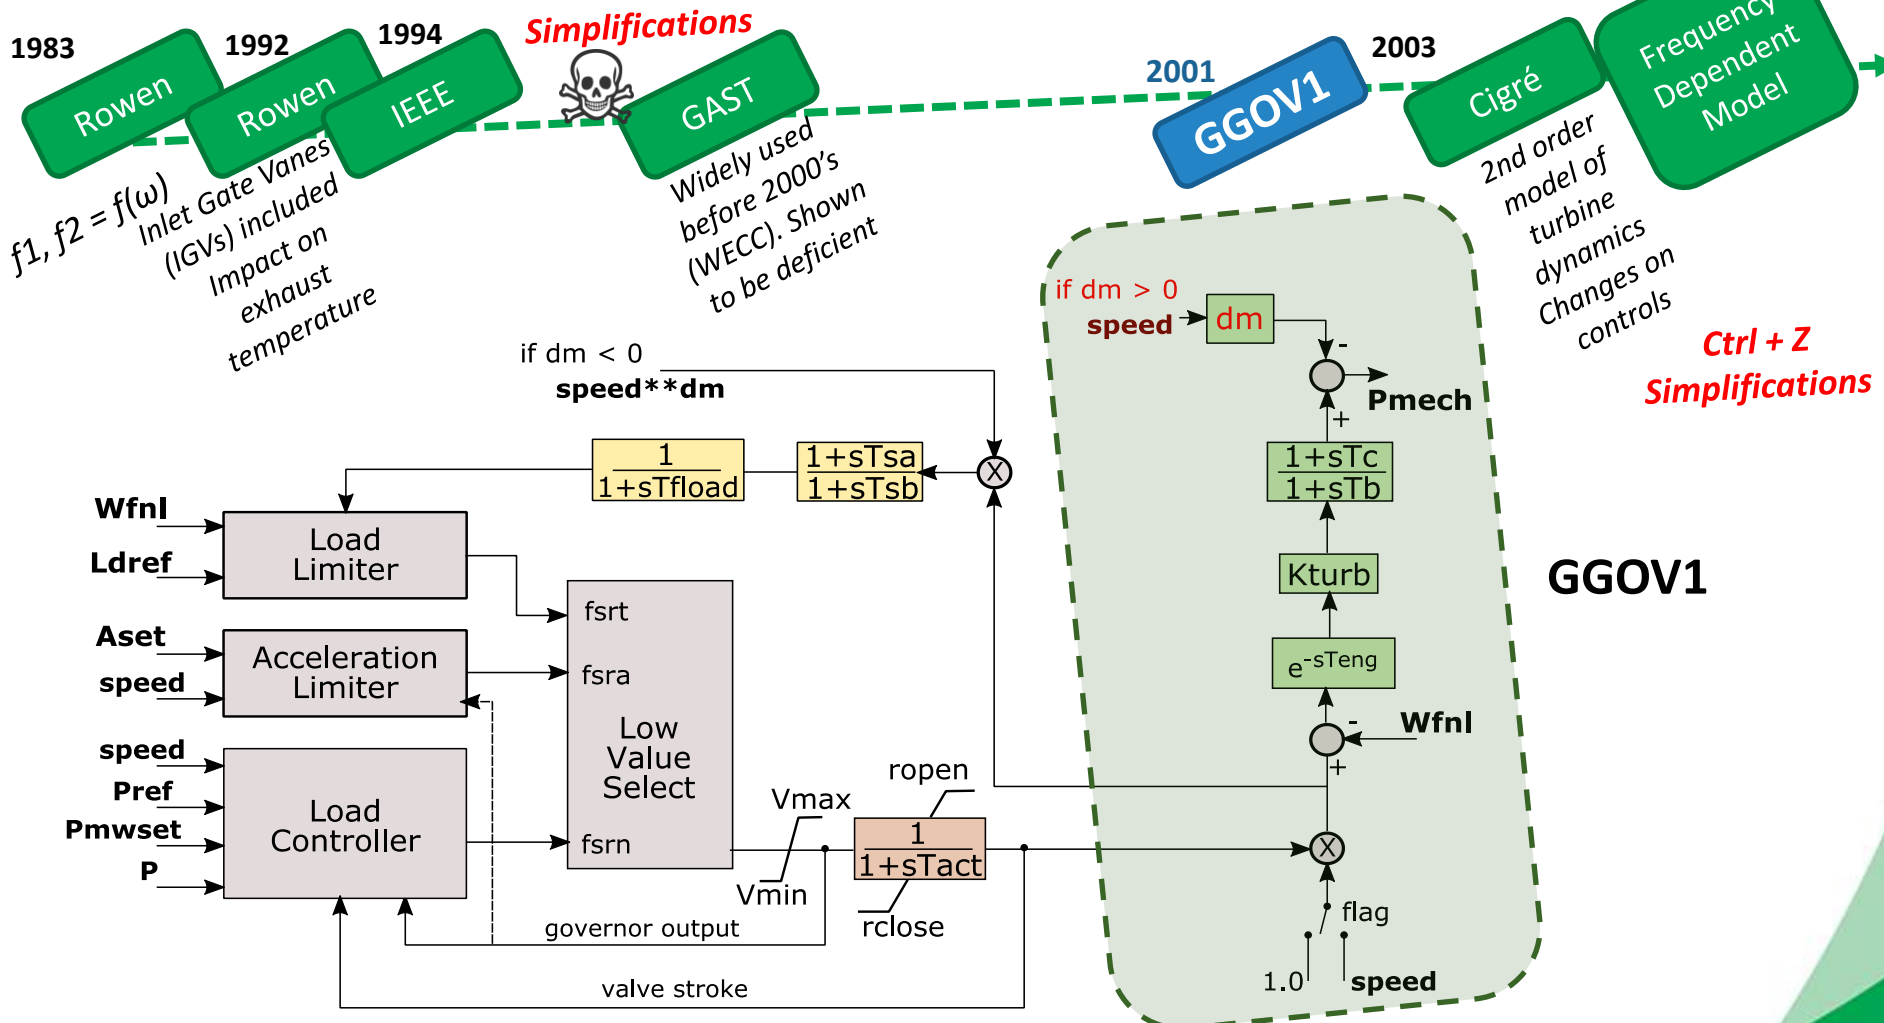 1983
Rowen
f1, f2 = f(ω)
1992
Rowen
Inlet Gate Vanes
(IGVs) included
Impact on
exhaust
temperature
1994
IEEE
Simplifications
GAST
Widely used
before 2000's
(WECC). Shown
to be deficient
2001
GGOV1
2003
Cigré
2nd order
model of
turbine
dynamics
Changes on
controls
Frequency
Dependent
Model
Ctrl + Z
Simplifications
if dm > 0
speed
dm
-
Pmech
+
1+sTc
1+sTb
Kturb
e-sTeng
-
Wfnl
+
X
flag
1.0
speed
GGOV1
if dm < 0
speed**dm
X
1+sTsa
1+sTsb
1
1+sTfload
Wfnl
Ldref
Load
Limiter
Aset
speed
Acceleration
Limiter
speed
Pref
Pmwset
P
Load
Controller
fsrt
fsra
Low
Value
Select
fsrn
Vmax
Vmin
ropen
1
1+sTact
rclose
governor output
valve stroke